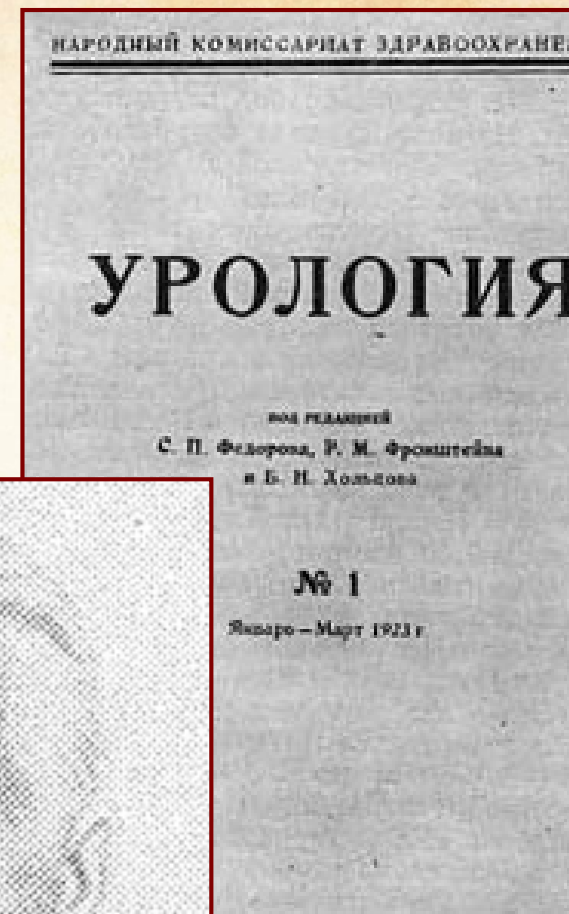 НАРОДНЫЙ КОМИССАРИАТ ЗДРАВООХРАНЕ
УРОЛОГИЯ
под редакцией
С. П. Федорова, Р. М. Фронштейна
и Б. Н. Хольцова
№ 1
Январь – Март 1923 г